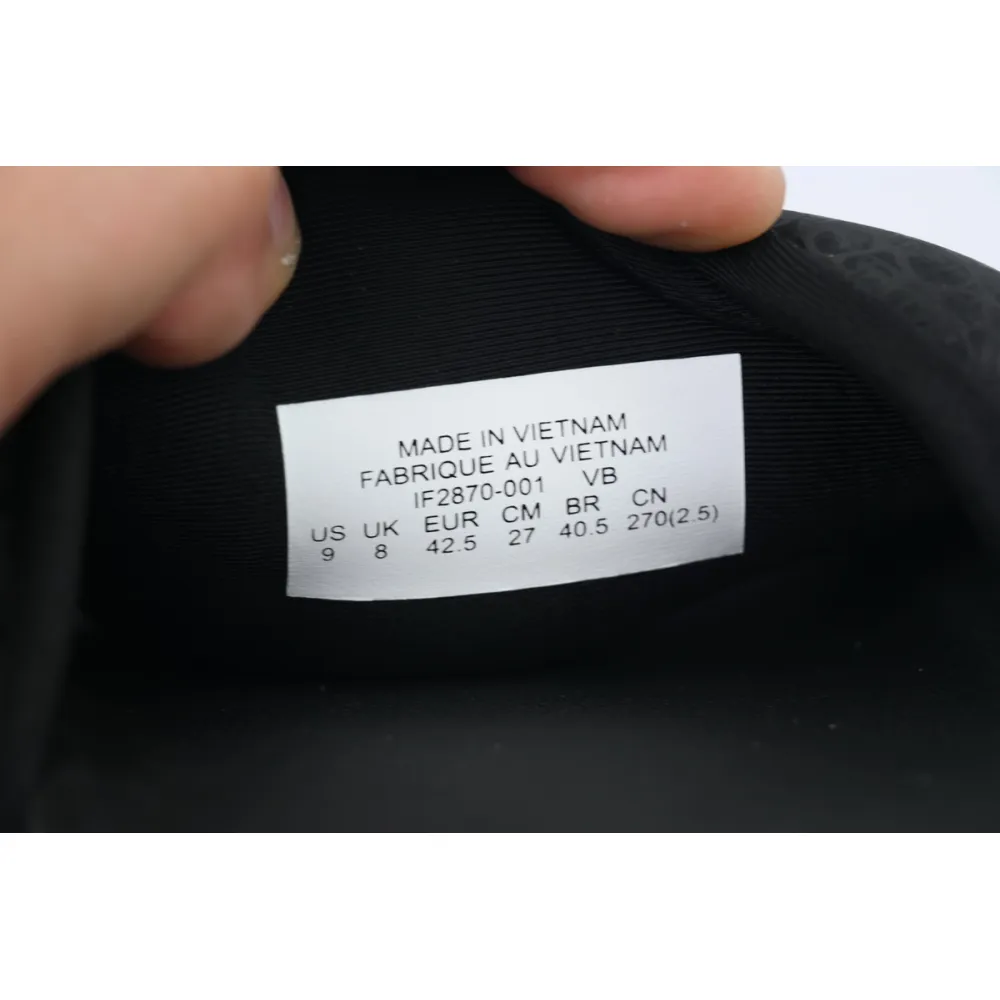 MADE IN VIETNAM
FABRIQUE AU VIETNAM
IF2870-001 VB
US UK EUR CM BR CN
9 8 42.5 27 40.5 270(2.5)